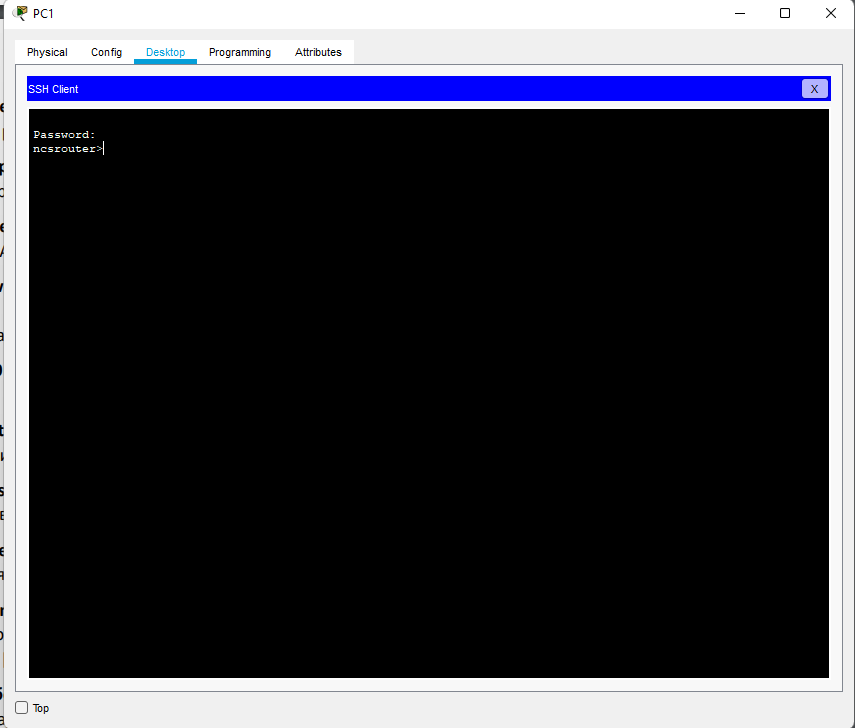 PC1
Physical Config Desktop Programming Attributes
SSH Client X
Password:
ncsrouter>
Top